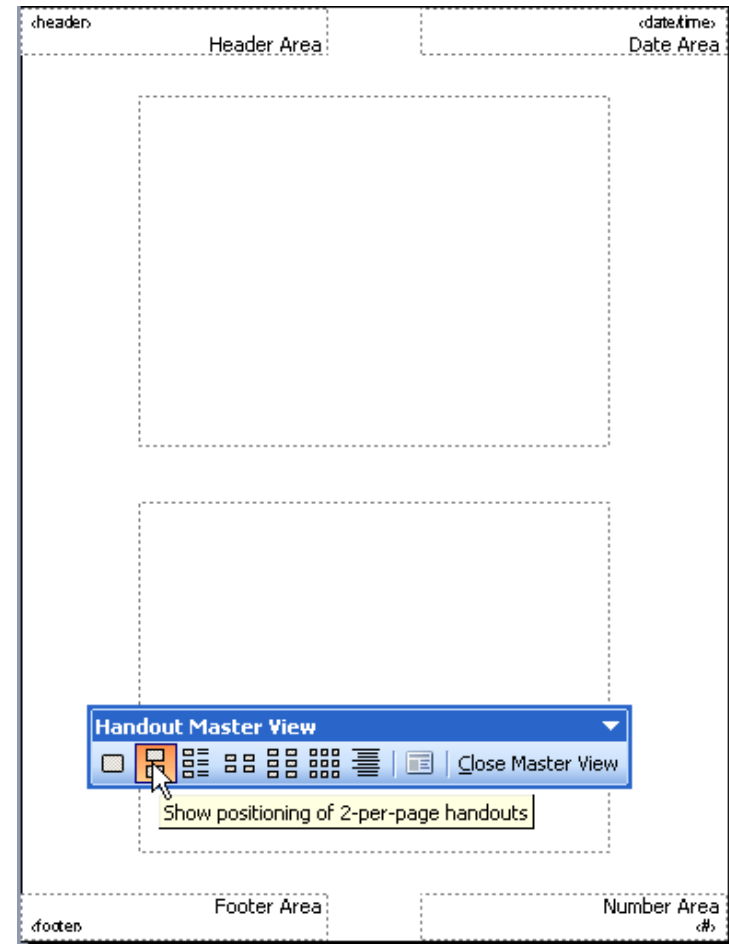 <header>
<date/time>
Header Area
Date Area
Handout Master View
Close Master View
Show positioning of 2-per-page handouts
Footer Area
Number Area
<footer>
<#>